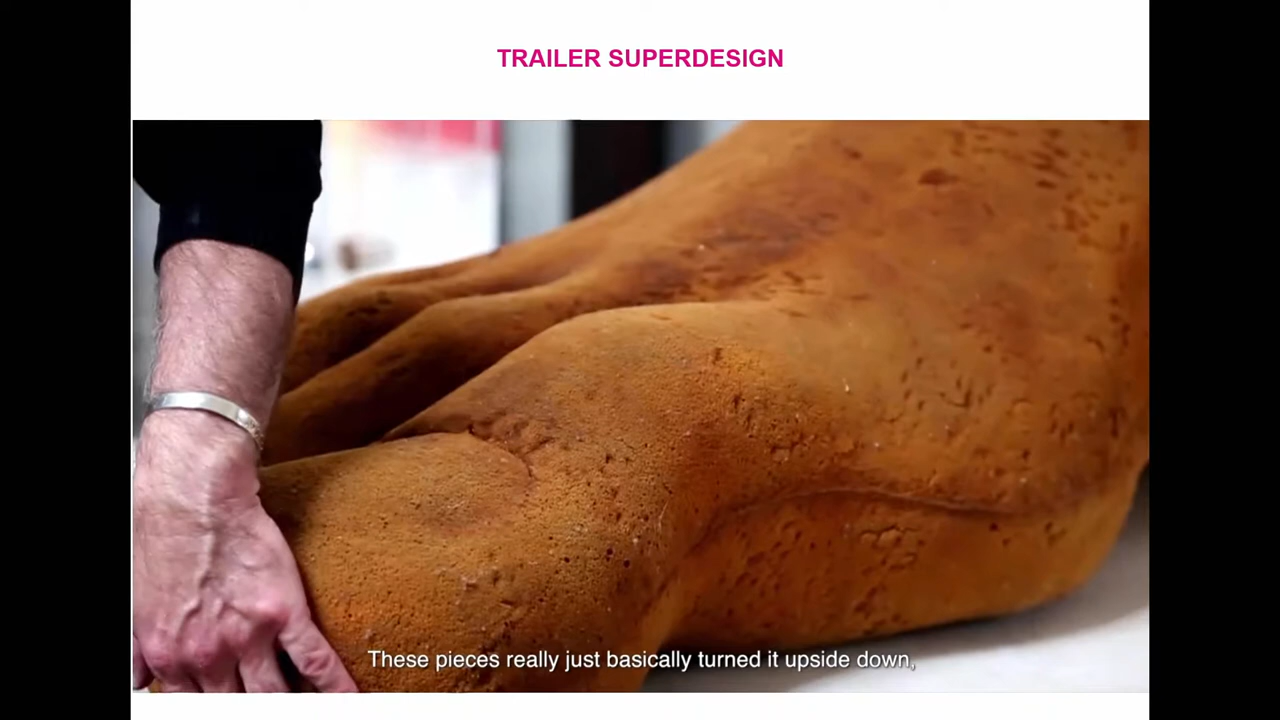 TRAILER SUPERDESIGN
These pieces really just basically turned it upside down,